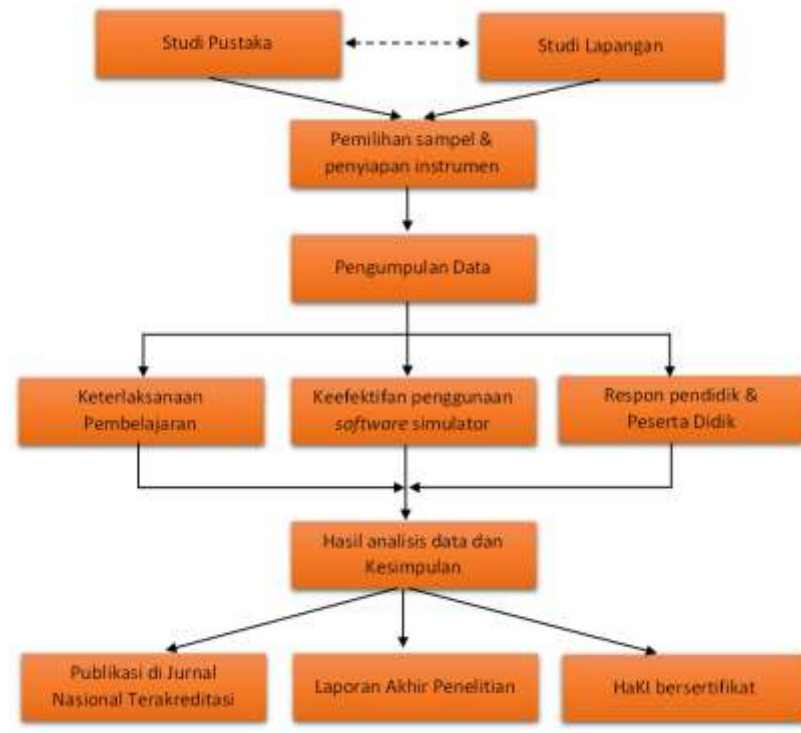 Studi Pustaka
Studi Lapangan
Pemilihan sampel &
penyiapan instrumen
Pengumpulan Data
Keterlaksanaan
Pembelajaran
Keefektifan penggunaan
software simulator
Respon pendidik &
Peserta Didik
Hasil analisis data dan
Kesimpulan
Publikasi di Jurnal
Nasional Terakreditasi
Laporan Akhir Penelitian
HaKI bersertifikat